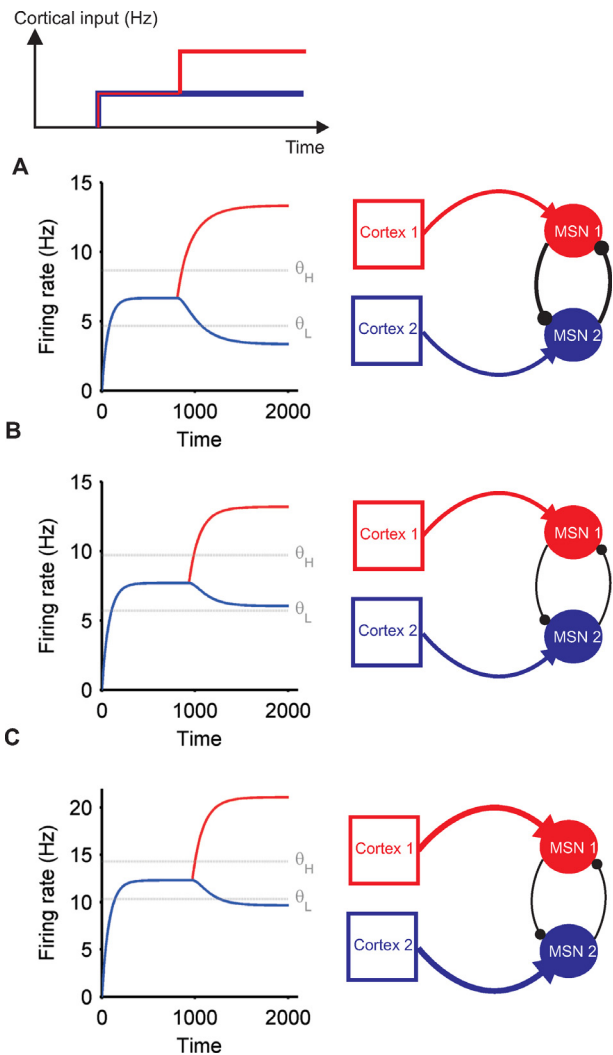 Cortical input (Hz)
Time
A
15
10
5
0
Firing rate (Hz)
θH
θL
0
1000
2000
Time
Cortex 1
Cortex 2
MSN 1
MSN 2
B
15
10
5
0
Firing rate (Hz)
θH
θL
0
1000
2000
Time
Cortex 1
Cortex 2
MSN 1
MSN 2
C
20
15
10
5
0
Firing rate (Hz)
θH
θL
0
1000
2000
Time
Cortex 1
Cortex 2
MSN 1
MSN 2